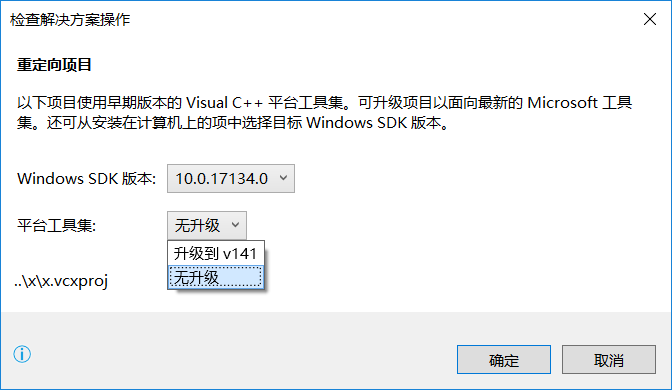 检查解决方案操作
重定向项目
以下项目使用早期版本的 Visual C++ 平台工具集。可升级项目以面向最新的 Microsoft 工具
集。还可从安装在计算机上的项中选择目标 Windows SDK 版本。
Windows SDK 版本: 10.0.17134.0
平台工具集: 无升级
升级到 v141
无升级
..\x\x.vcxproj
确定 取消